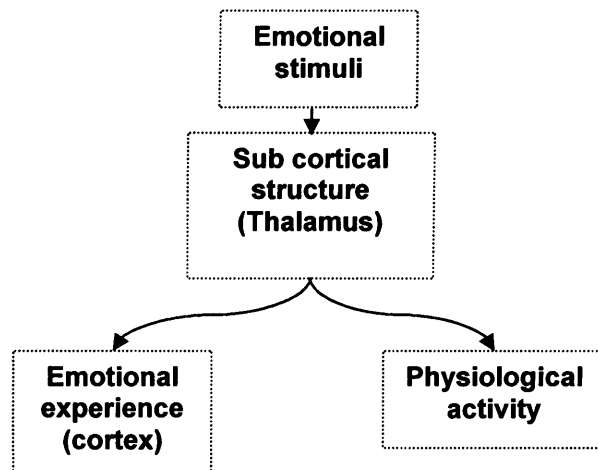 Emotional
stimuli
Sub cortical
structure
(Thalamus)
Emotional
experience
(cortex)
Physiological
activity